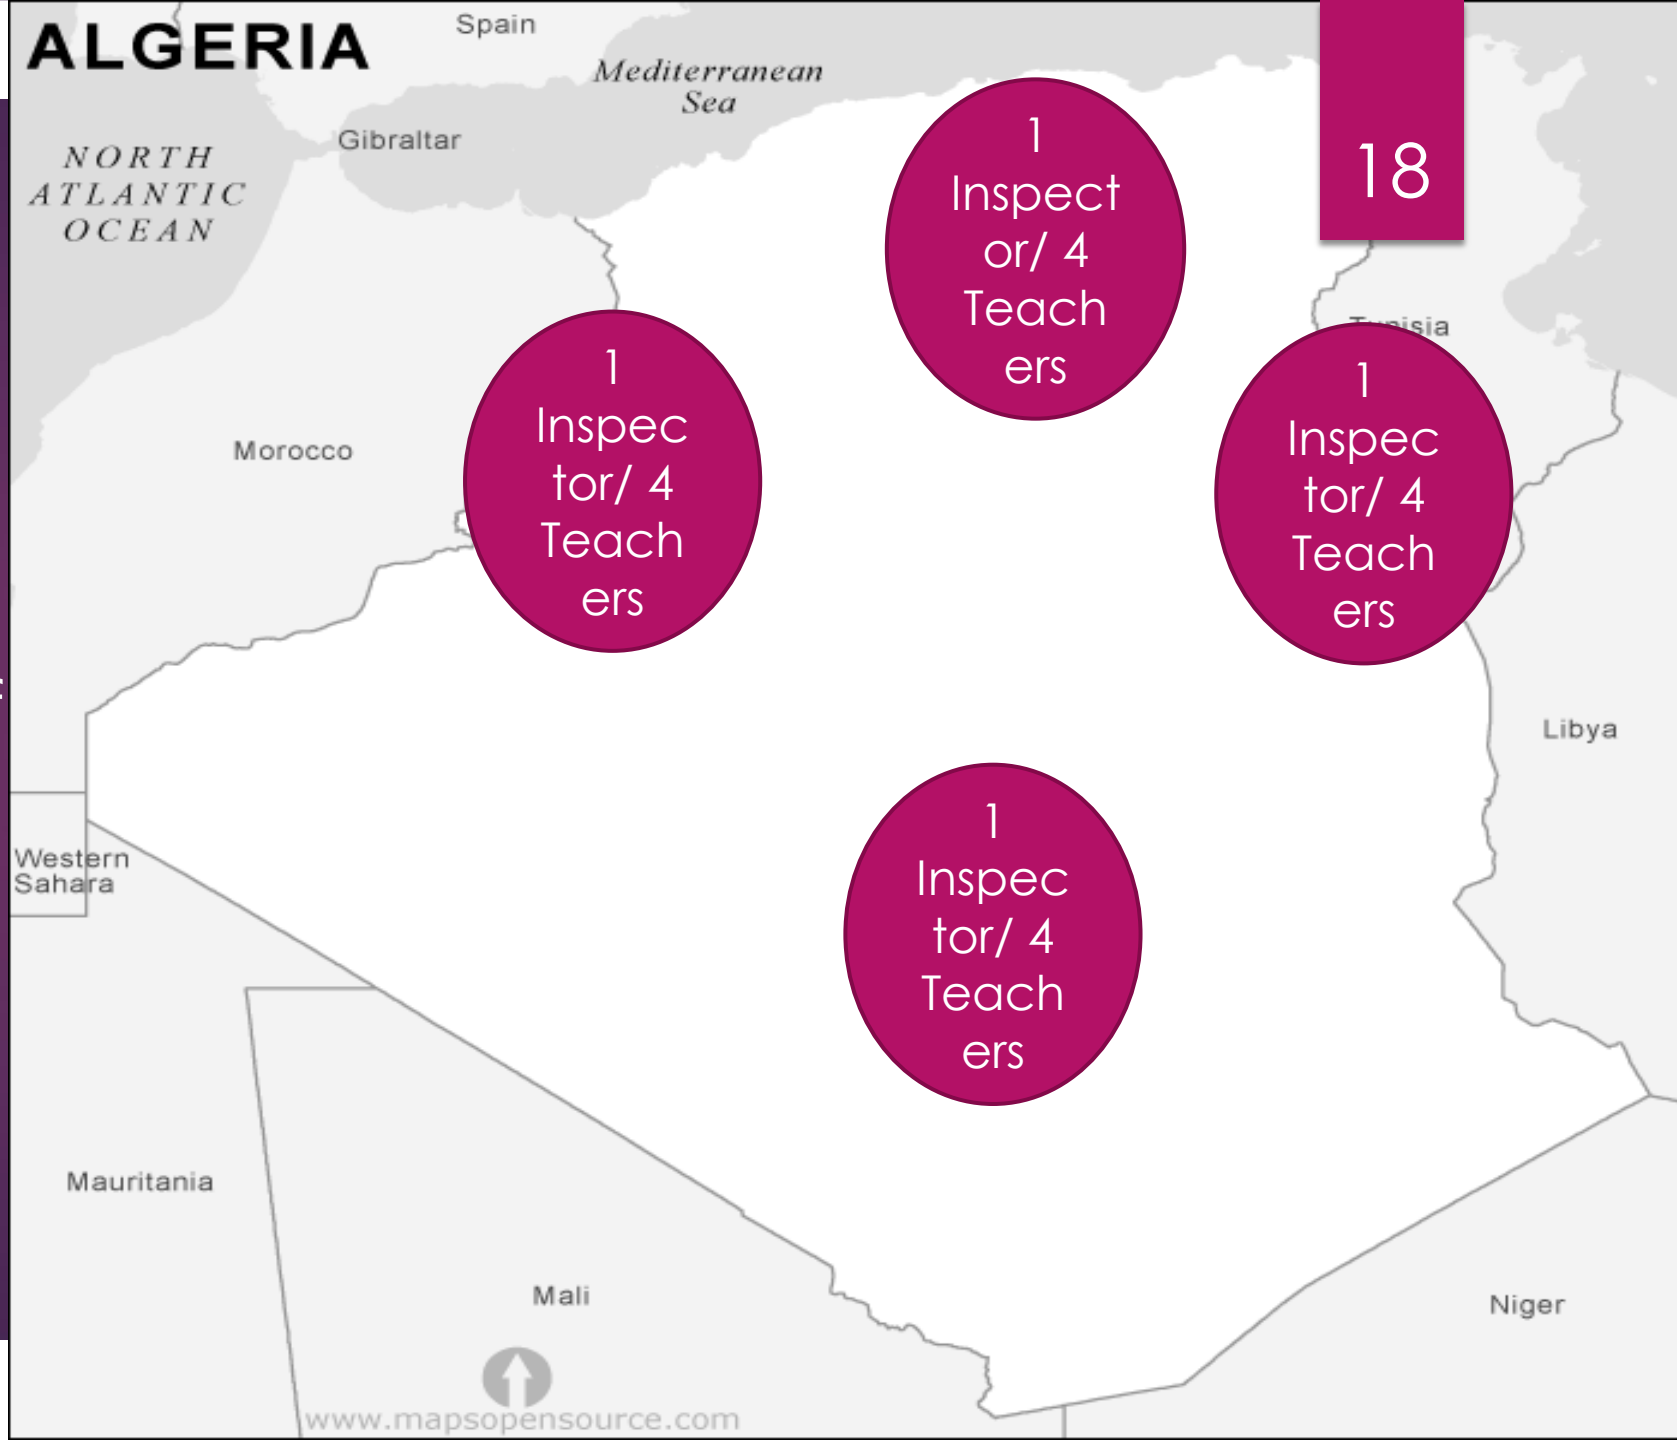 ALGERIA
Spain
Mediterranean
Sea
Gibraltar
NORTH
ATLANTIC
OCEAN
18
1
Inspect
or/ 4
Teach
ers
1
Inspec
tor/ 4
Teach
ers
Tunisia
1
Inspec
tor/ 4
Teach
ers
Morocco
Libya
1
Inspec
tor/ 4
Teach
ers
Western
Sahara
Mauritania
Mali
Niger
www.mapsopensource.com